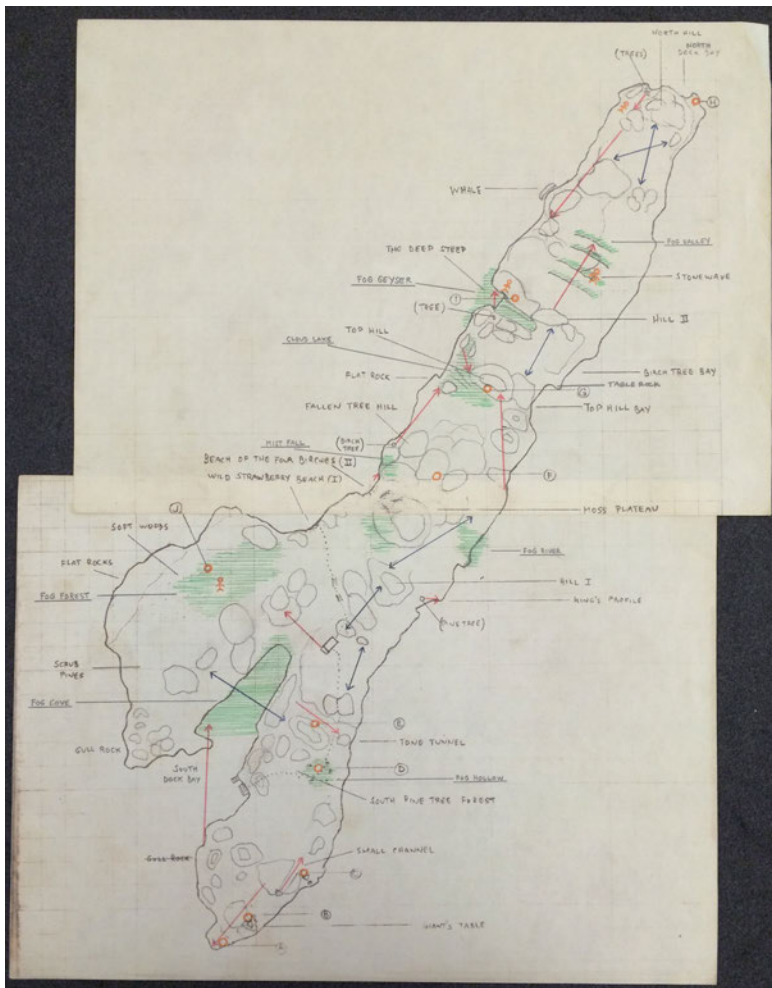 NORTH HILL
NORTH
DOCK BAY
(TREES)
H
WHALE
THE DEEP STEEP
FOG VALLEY
FOG GEYSER
STONEWAVE
I
(TREE)
HILL II
TOP HILL
CLOUD LAKE
BIRCH TREE BAY
FLAT ROCK
TABLE ROCK
G
TOP HILL BAY
FALLEN TREE HILL
MIST FALL
(BIRCH
TREE)
BEACH OF THE FOUR BIRCHES (II)
F
WILD STRAWBERRY BEACH (I)
J
MOSS PLATEAU
SOFT WOODS
FLAT ROCKS
FOG RIVER
FOG FOREST
HILL I
KING'S PROFILE
(PINE TREE)
SCRUB
PINES
FOG COVE
E
GULL ROCK
TONG TUNNEL
SOUTH
DOCK BAY
D
FOG HOLLOW
SOUTH PINE TREE FOREST
GULL ROCK
SMALL CHANNEL
C
B
GIANT'S TABLE